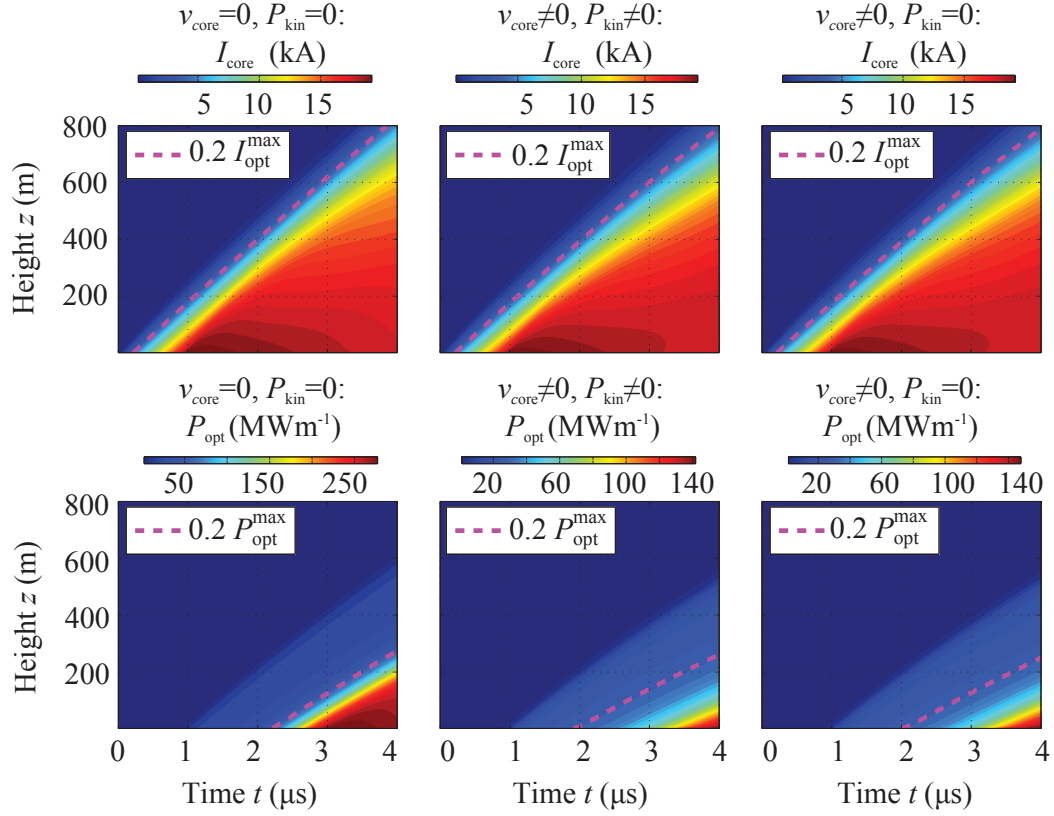 v_core=0, P_kin=0: v_core≠0, P_kin≠0: v_core≠0, P_kin=0:
I_core (kA) I_core (kA) I_core (kA)
5 10 15 5 10 15 5 10 15
800
0.2 I_opt^max 0.2 I_opt^max 0.2 I_opt^max
600
400
200
Height z (m)
v_core=0, P_kin=0: v_core≠0, P_kin≠0: v_core≠0, P_kin=0:
P_opt (MWm⁻¹) P_opt (MWm⁻¹) P_opt (MWm⁻¹)
50 150 250 20 60 100 140 20 60 100 140
800
0.2 P_opt^max 0.2 P_opt^max 0.2 P_opt^max
600
400
200
Height z (m)
0 1 2 3 4 0 1 2 3 4 0 1 2 3 4
Time t (μs) Time t (μs) Time t (μs)